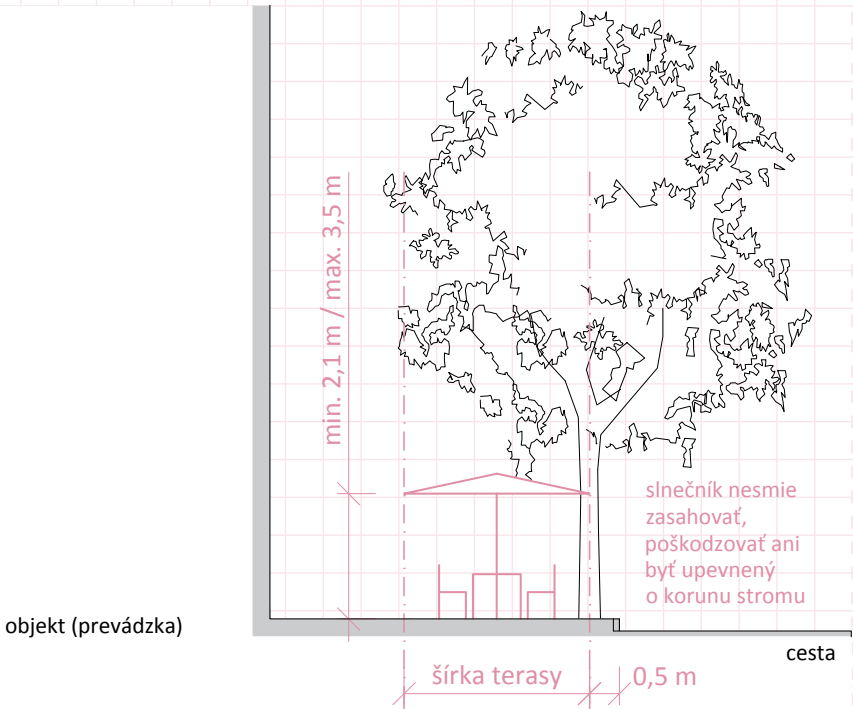 min. 2,1 m / max. 3,5 m
slnečník nesmie
zasahovať,
poškodzovať ani
byť upevnený
o korunu stromu
objekt (prevádzka)
cesta
šírka terasy
0,5 m